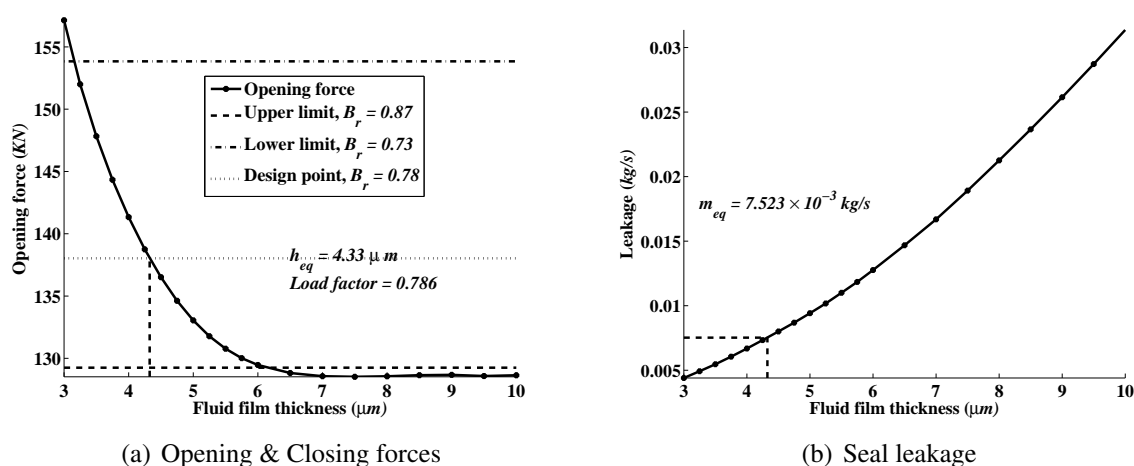 155
150
145
140
135
130
3 4 5 6 7 8 9 10
Opening force (KN)
Fluid film thickness (μm)
Opening force
Upper limit, B_r = 0.87
Lower limit, B_r = 0.73
Design point, B_r = 0.78
h_eq = 4.33 μ m
Load factor = 0.786
(a) Opening & Closing forces
0.03
0.025
0.02
0.015
0.01
0.005
3 4 5 6 7 8 9 10
Leakage (kg/s)
Fluid film thickness (μm)
m_eq = 7.523 × 10⁻³ kg/s
(b) Seal leakage